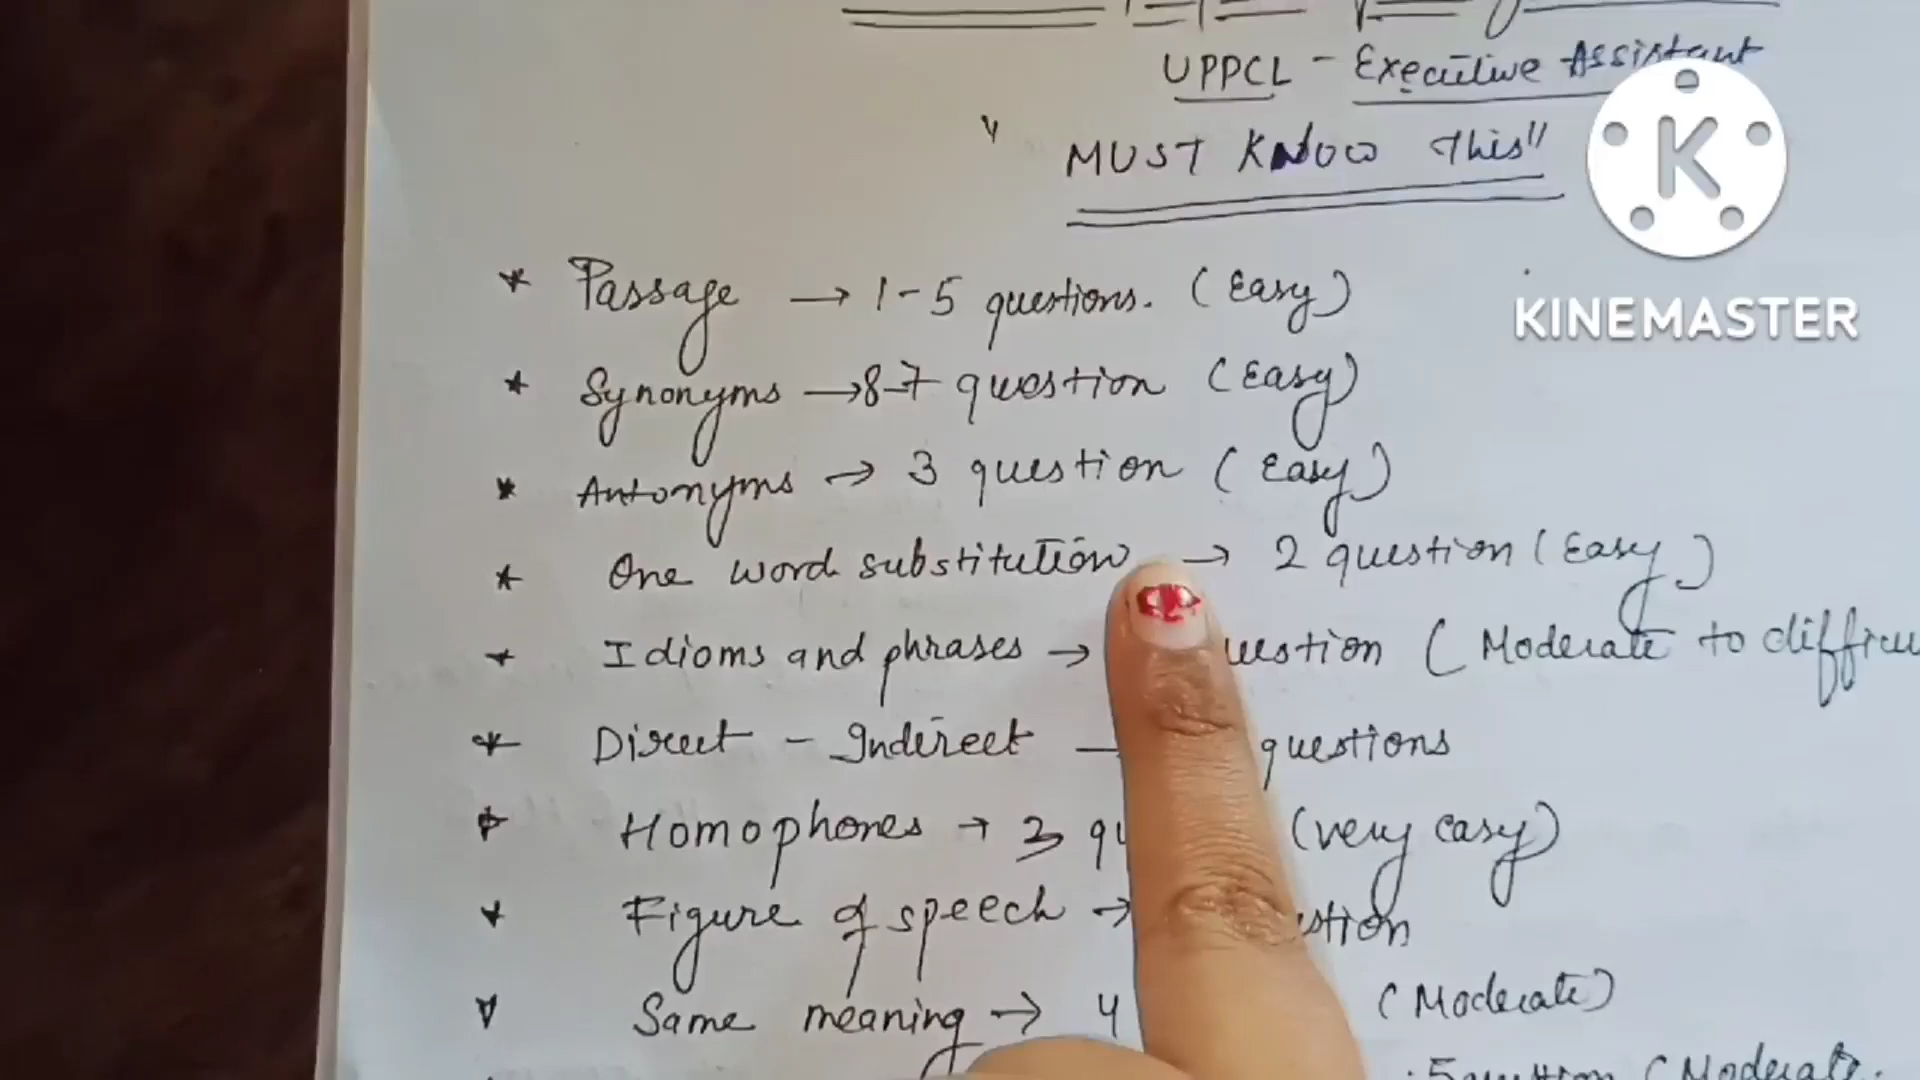 UPPCL - Executive Assistant
"MUST KNOW This"
KINEMASTER
* Passage → 1-5 questions. (Easy)
* Synonyms → 8-7 question (Easy)
* Antonyms → 3 question (Easy)
* One word substitution → 2 question (Easy)
* Idioms and phrases → (Moderate to
* Direct - Indirect questions
* Homophones → 3 (very easy)
* Figure of speech →
* Same meaning → 4 (Moderate)
(Moderate.